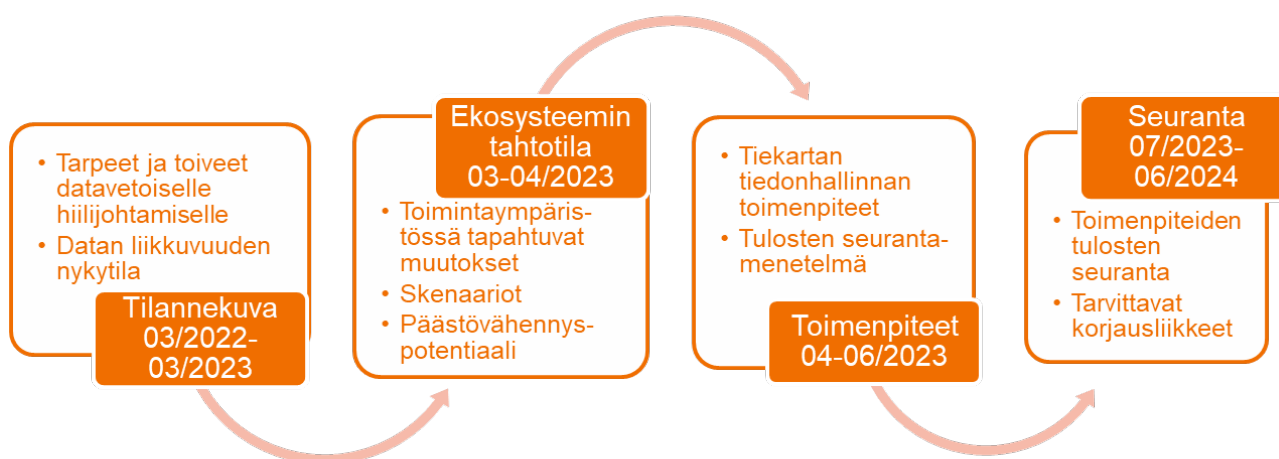 • Tarpeet ja toiveet
datavetoiselle
hiilijohtamiselle
• Datan liikkuvuuden
nykytila
Tilannekuva
03/2022-
03/2023
Ekosysteemin
tahtotila
03-04/2023
• Toimintaympäris-
tössä tapahtuvat
muutokset
• Skenaariot
• Päästövähennys-
potentiaali
• Tiekartan
tiedonhallinnan
toimenpiteet
• Tulosten seuranta-
menetelmä
Toimenpiteet
04-06/2023
Seuranta
07/2023-
06/2024
• Toimenpiteiden
tulosten
seuranta
• Tarvittavat
korjausliikkeet